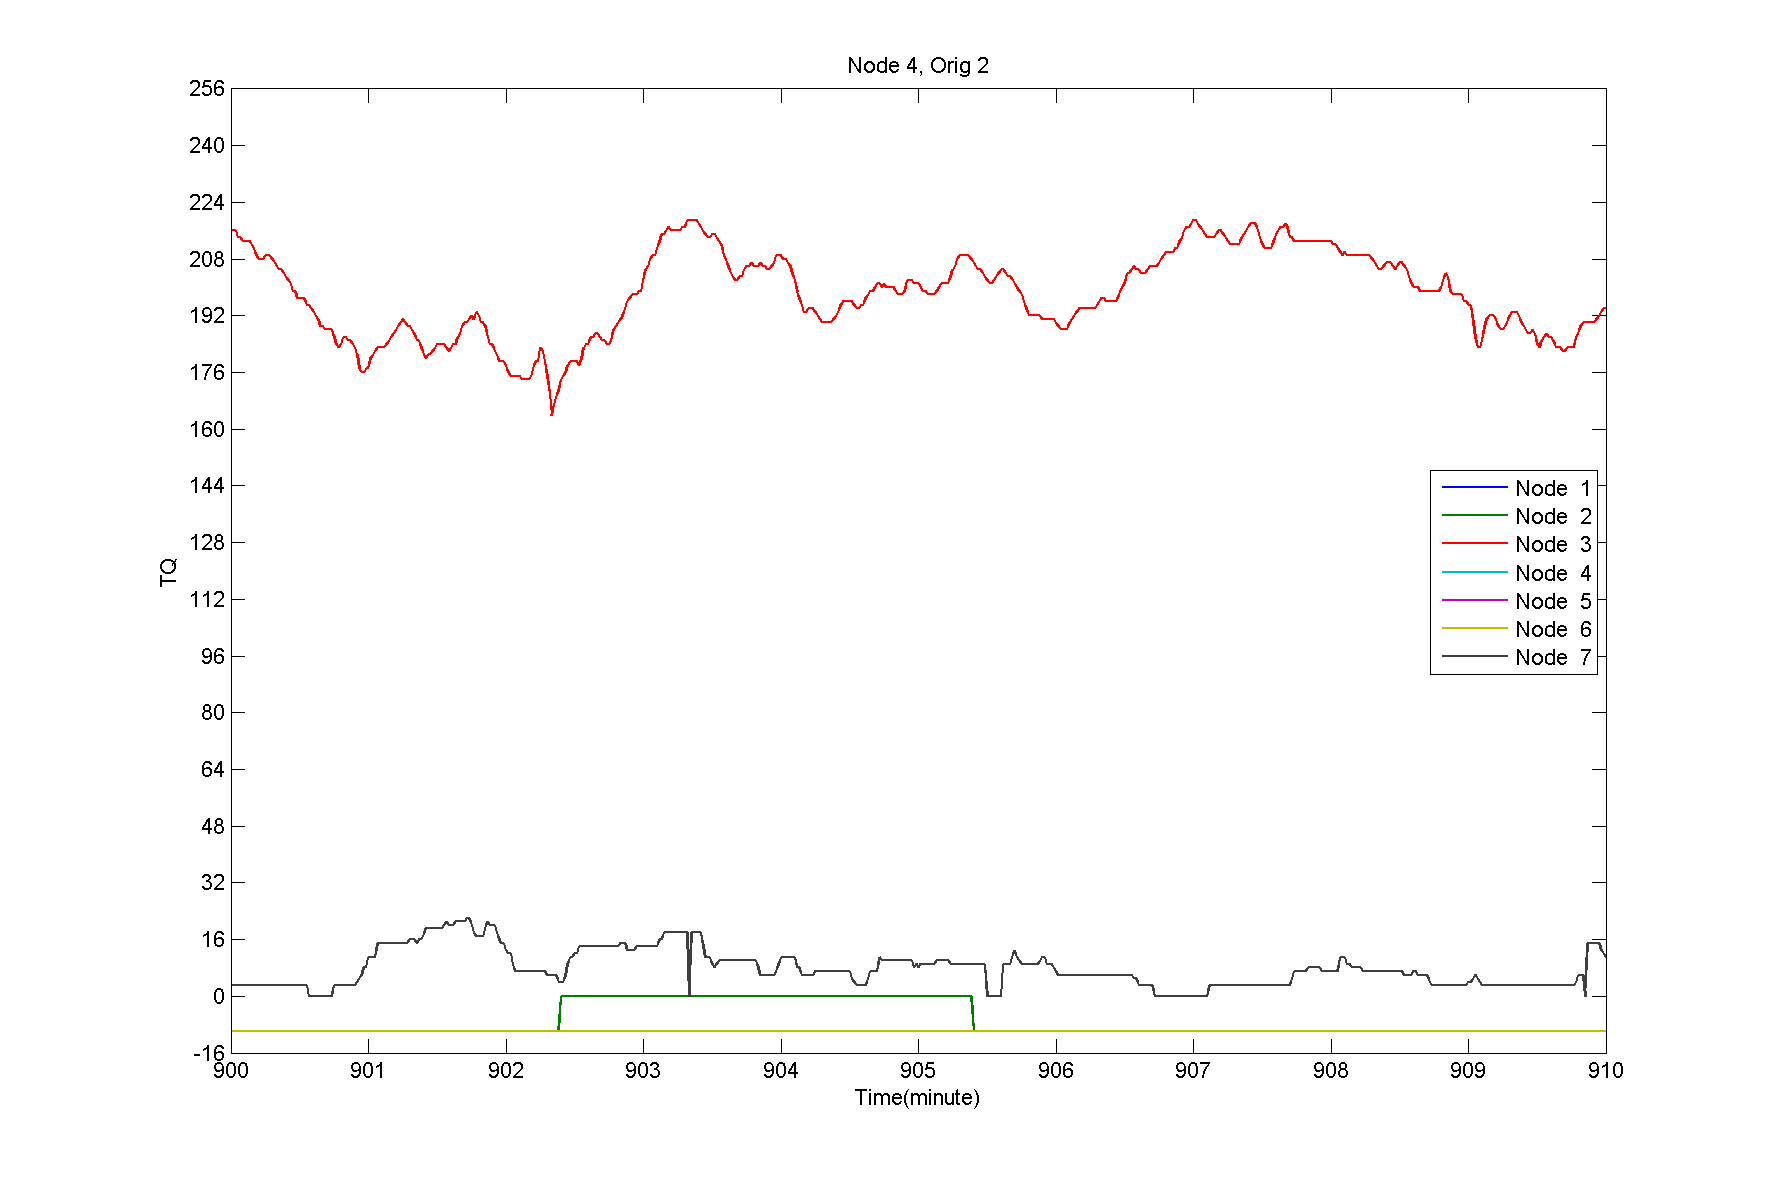 Node 4, Orig 2
256
240
224
208
192
176
160
144
128
112
96
80
64
48
32
16
0
-16
TQ
Node 1
Node 2
Node 3
Node 4
Node 5
Node 6
Node 7
900 901 902 903 904 905 906 907 908 909 910
Time(minute)